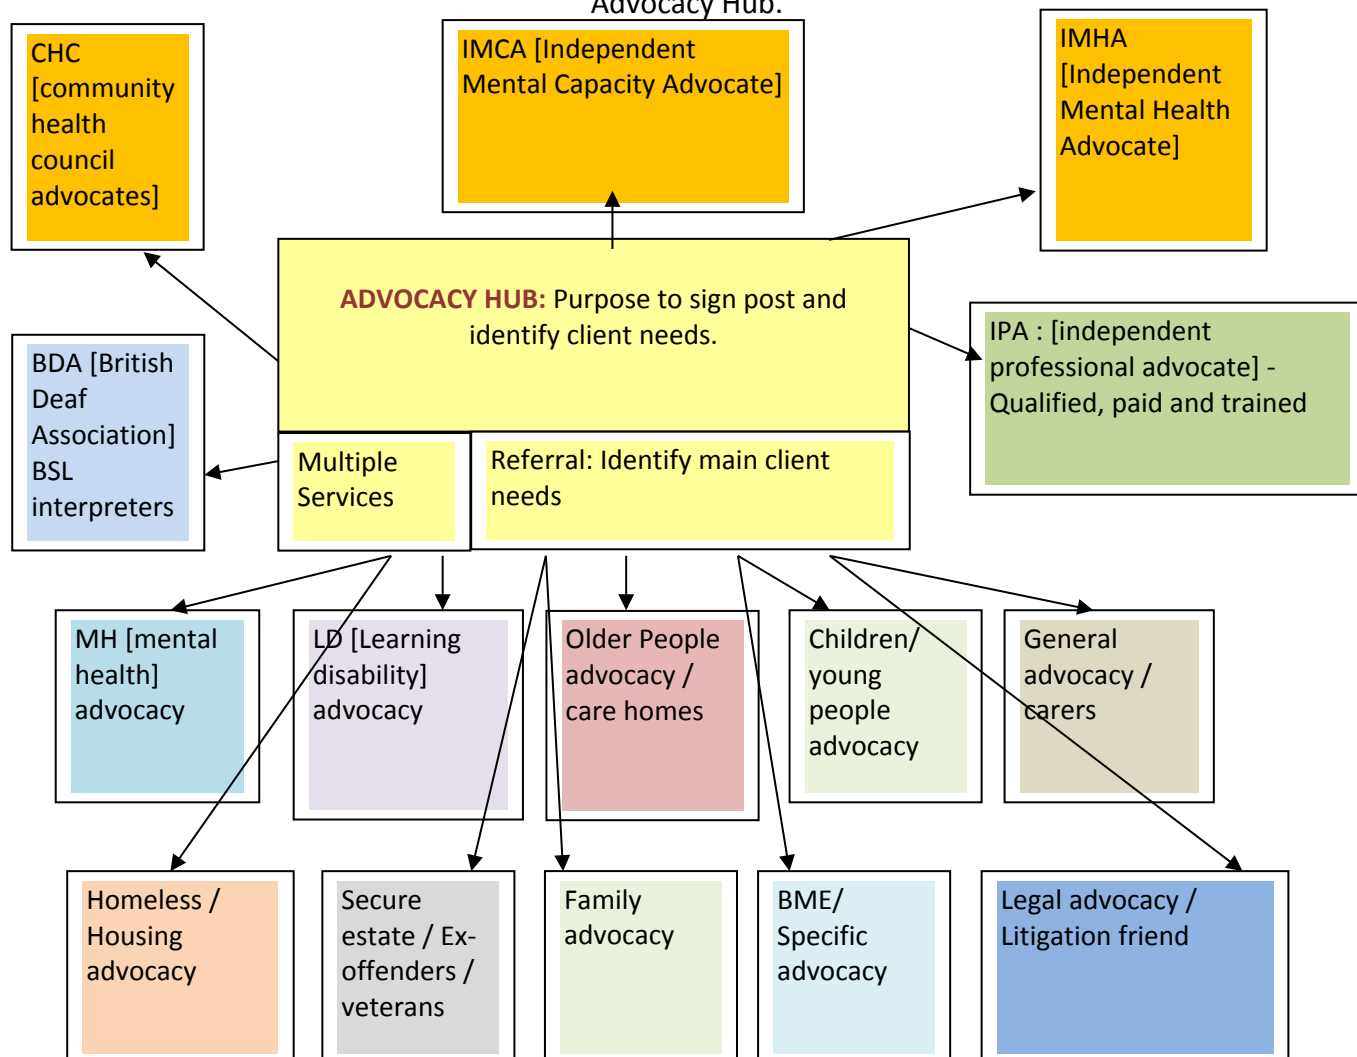 Advocacy Hub.
CHC
[community
health
council
advocates]
IMCA [Independent
Mental Capacity Advocate]
IMHA
[Independent
Mental Health
Advocate]
ADVOCACY HUB: Purpose to sign post and
identify client needs.
IPA : [independent
professional advocate] -
Qualified, paid and trained
BDA [British
Deaf
Association]
BSL
interpreters
Multiple
Services
Referral: Identify main client
needs
MH [mental
health]
advocacy
LD [Learning
disability]
advocacy
Older People
advocacy /
care homes
Children/
young
people
advocacy
General
advocacy /
carers
Homeless /
Housing
advocacy
Secure
estate / Ex-
offenders /
veterans
Family
advocacy
BME/
Specific
advocacy
Legal advocacy /
Litigation friend